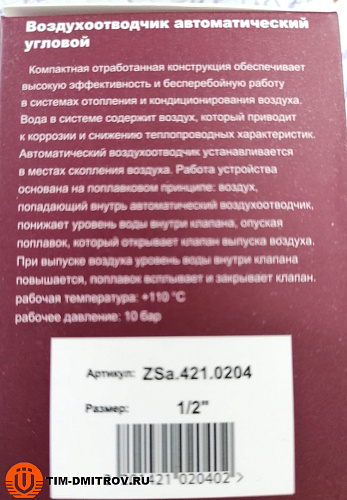 Воздухоотводчик автоматический
угловой
Компактная отработанная конструкция обеспечивает
высокую эффективность и бесперебойную работу
в системах отопления и кондиционирования воздуха.
Вода в системе содержит воздух, который приводит
к коррозии и снижению теплопроводных характеристик.
Автоматический воздухоотводчик устанавливается
в местах скопления воздуха. Работа устройства
основана на поплавковом принципе: воздух,
попадающий внутрь автоматический воздухоотводчик,
понижает уровень воды внутри клапана, опуская
поплавок, который открывает клапан выпуска воздуха.
При выпуске воздуха уровень воды внутри клапана
повышается, поплавок всплывает и закрывает клапан.
рабочая температура: +110 °C
рабочее давление: 10 бар
Артикул: ZSa.421.0204
Размер: 1/2"
421 020402 >
TIM-DMITROV.RU